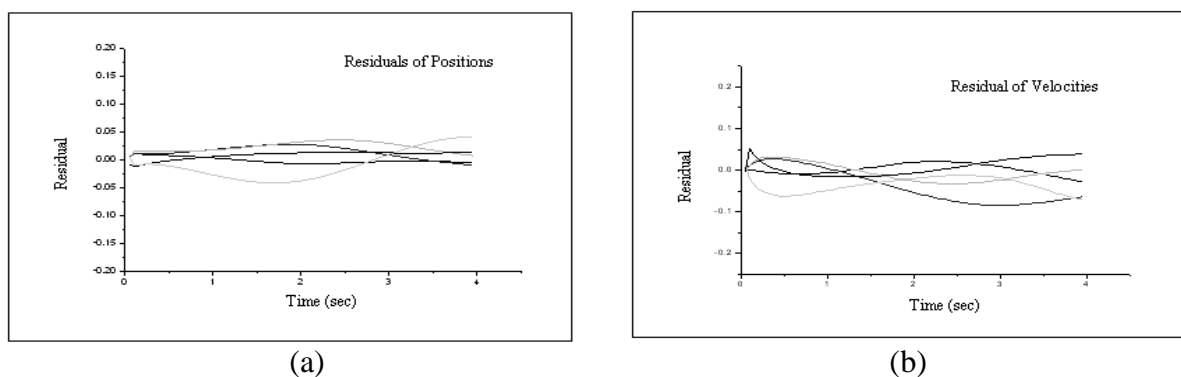 Residuals of Positions
0.20
0.15
0.10
0.05
0.00
-0.05
-0.10
-0.15
-0.20
Residual
0 1 2 3 4
Time (sec)
(a)
Residual of Velocities
0.2
0.1
0.0
-0.1
-0.2
Residual
0 1 2 3 4
Time (sec)
(b)